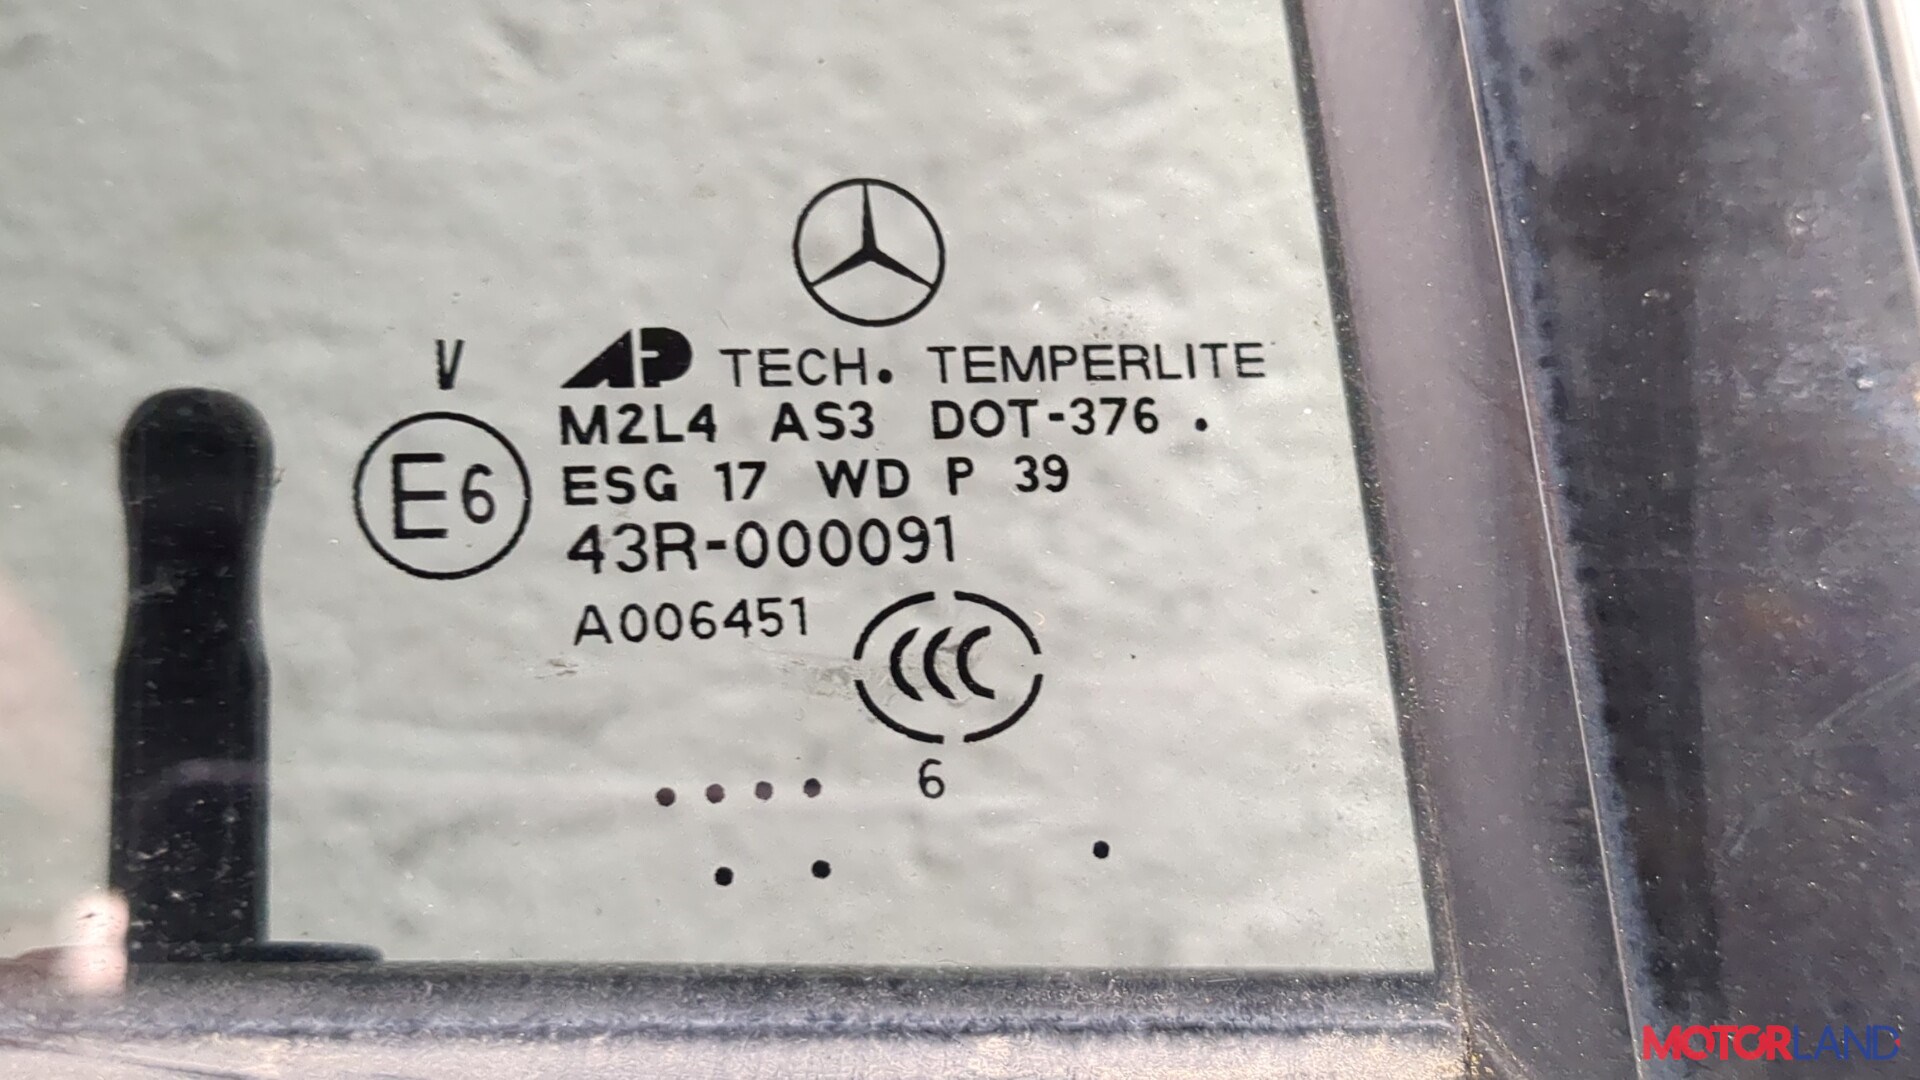 V
AP TECH. TEMPERLITE
M2L4 AS3 DOT-376 .
E6
ESG 17 WD P 39
43R-000091
A006451
CCC
6
MOTORLAND